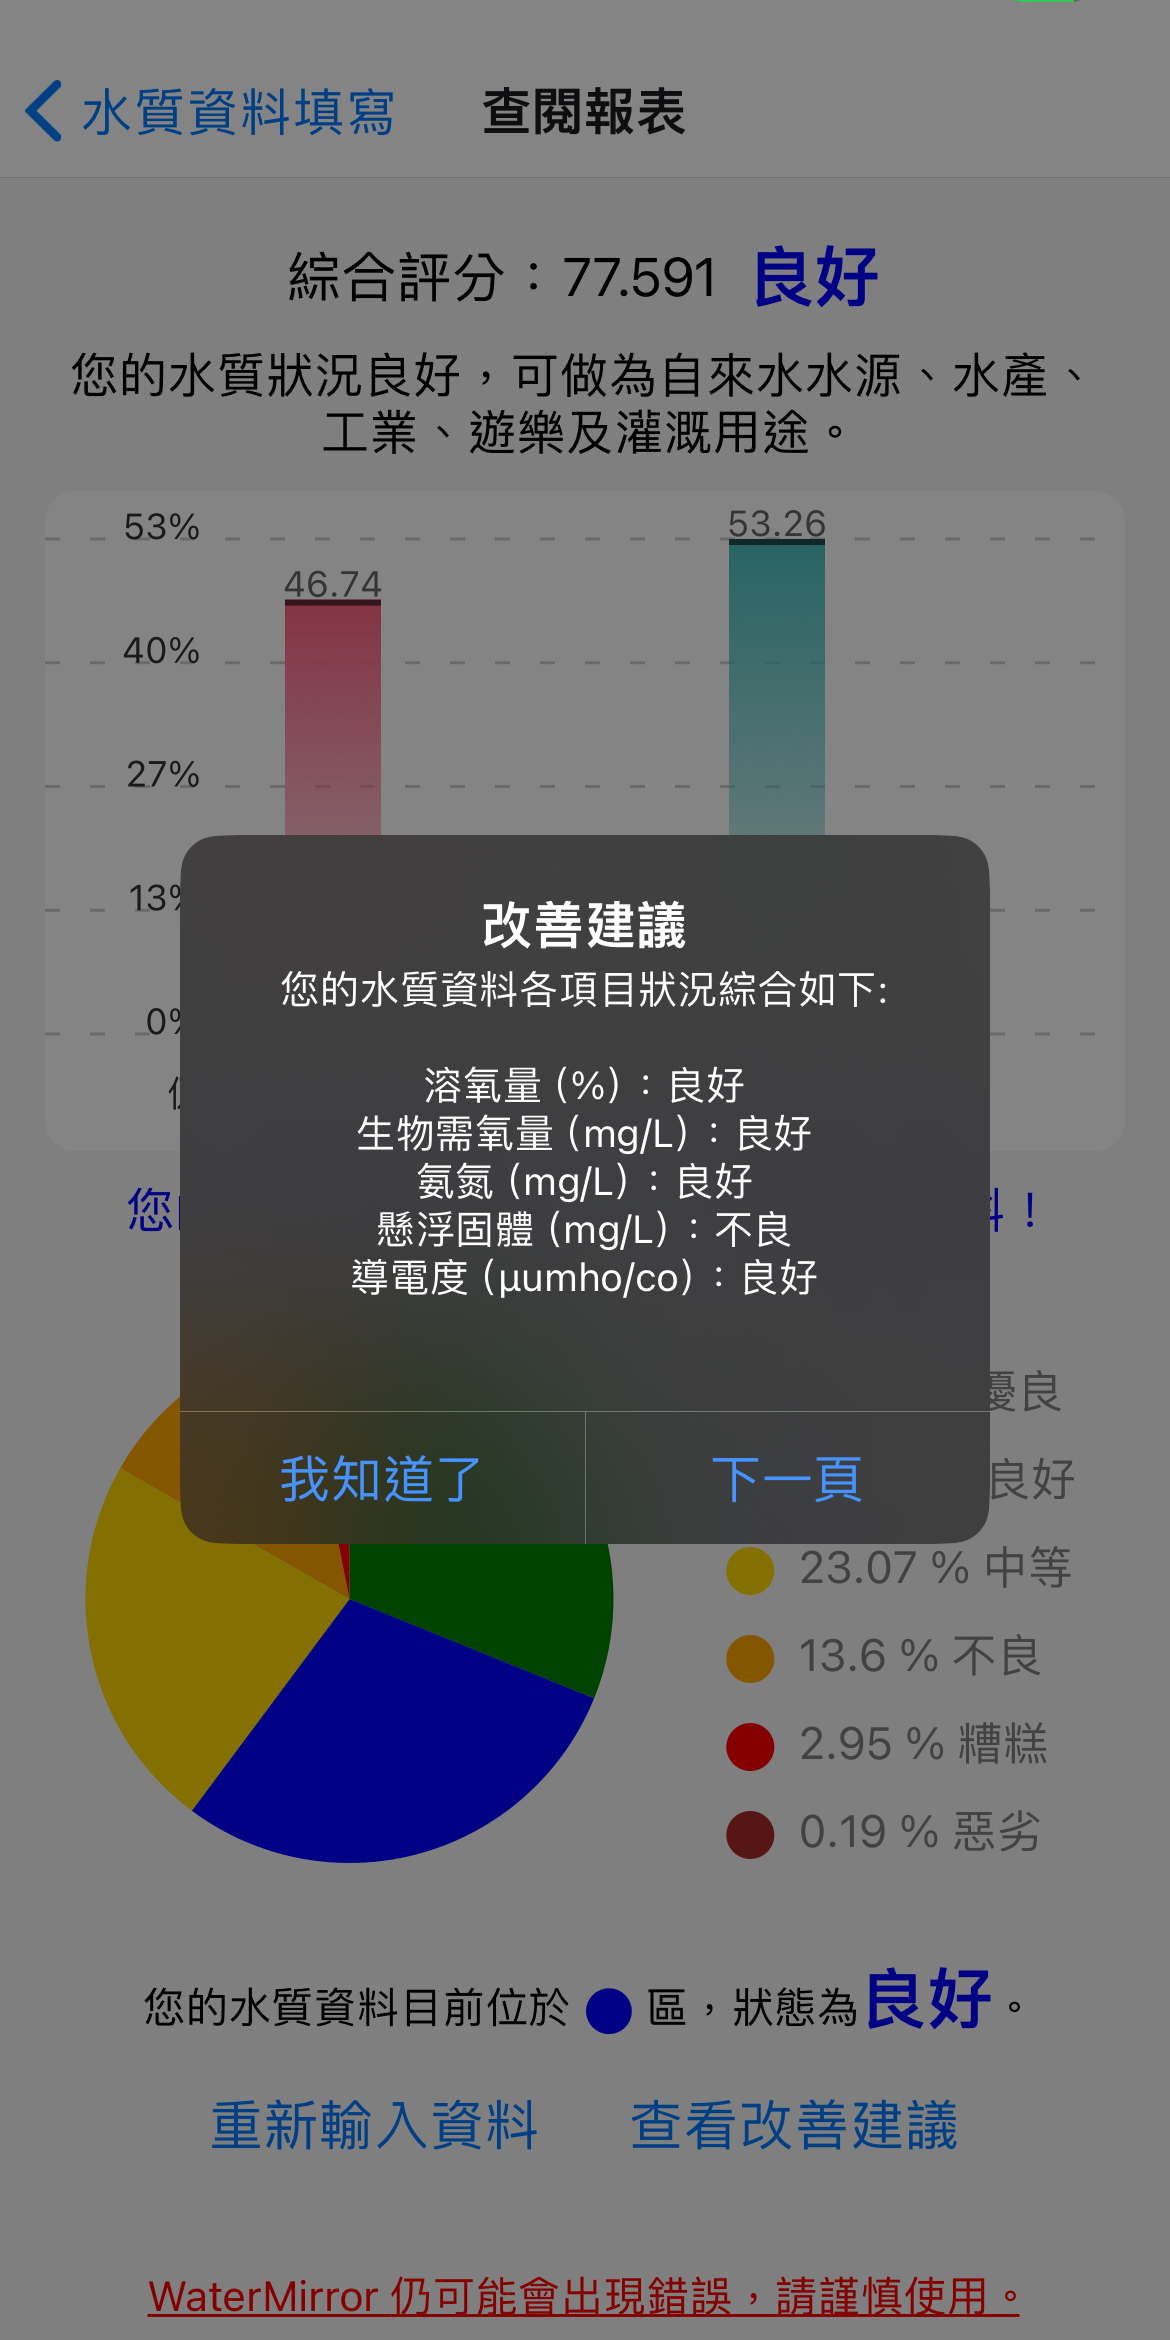 水質資料填寫
查閱報表
綜合評分：77.591 良好
您的水質狀況良好，可做為自來水水源、水產、
工業、遊樂及灌溉用途。
53%
53.26
46.74
40%
27%
13%
0%
改善建議
您的水質資料各項目狀況綜合如下:
溶氧量 (%)：良好
生物需氧量 (mg/L)：良好
氨氮 (mg/L)：良好
懸浮固體 (mg/L)：不良
導電度 (μumho/co)：良好
您
料！
我知道了
下一頁
優良
良好
23.07 % 中等
13.6 % 不良
2.95 % 糟糕
0.19 % 惡劣
您的水質資料目前位於 區，狀態為良好。
重新輸入資料
查看改善建議
WaterMirror 仍可能會出現錯誤，請謹慎使用。